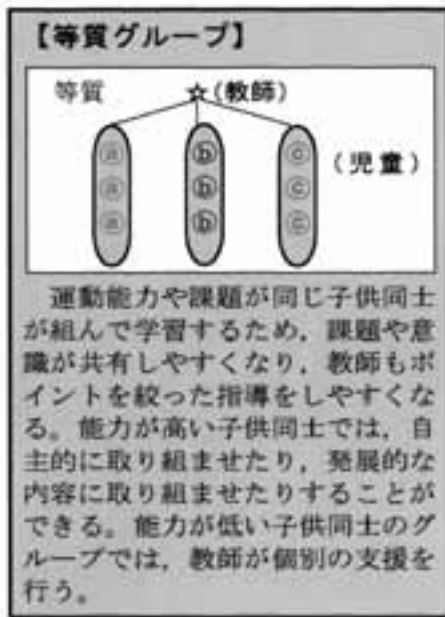 【等質グループ】
等質 ☆(教師)
ⓐ ⓑ ⓒ
ⓐ ⓑ ⓒ (児童)
ⓐ ⓑ ⓒ
運動能力や課題が同じ子供同士
が組んで学習するため，課題や意
識が共有しやすくなり，教師もポ
イントを絞った指導をしやすくな
る。能力が高い子供同士では，自
主的に取り組ませたり，発展的な
内容に取り組ませたりすることが
できる。能力が低い子供同士のグ
ループでは，教師が個別の支援を
行う。